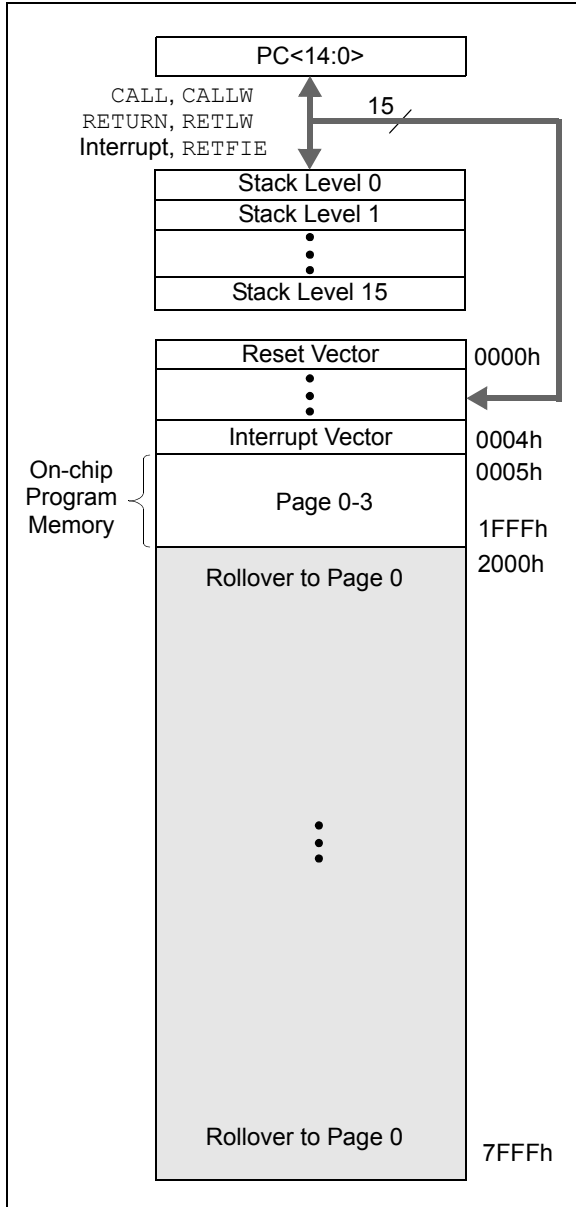 PC<14:0>
CALL, CALLW
RETURN, RETLW
Interrupt, RETFIE
15
Stack Level 0
Stack Level 1
Stack Level 15
Reset Vector
0000h
Interrupt Vector
0004h
On-chip
Program
Memory
0005h
Page 0-3
1FFFh
2000h
Rollover to Page 0
Rollover to Page 0
7FFFh